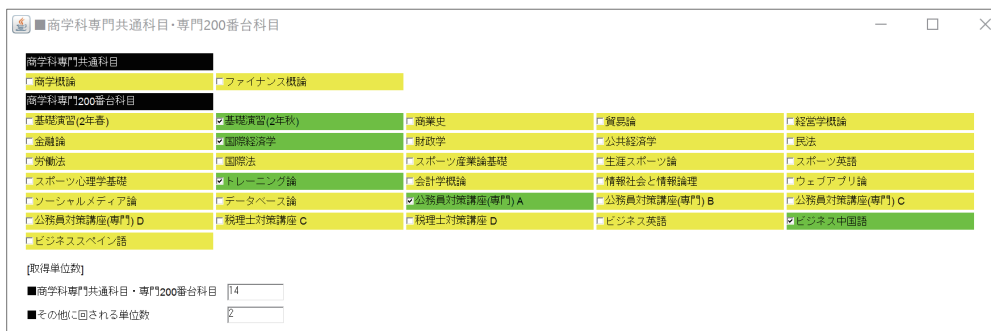 ■商学科専門共通科目・専門200番台科目
商学科専門共通科目
商学概論 ファイナンス概論
商学科専門200番台科目
基礎演習(2年春) 基礎演習(2年秋) 商業史 貿易論 経営学概論
金融論 国際経済学 財政学 公共経済学 民法
労働法 国際法 スポーツ産業論基礎 生涯スポーツ論 スポーツ英語
スポーツ心理学基礎 トレーニング論 会計学概論 情報社会と情報論理 ウェブアプリ論
ソーシャルメディア論 データベース論 公務員対策講座(専門) A 公務員対策講座(専門) B 公務員対策講座(専門) C
公務員対策講座(専門) D 税理士対策講座 C 税理士対策講座 D ビジネス英語 ビジネス中国語
ビジネススペイン語
[取得単位数]
■商学科専門共通科目・専門200番台科目 14
■その他に回される単位数 2